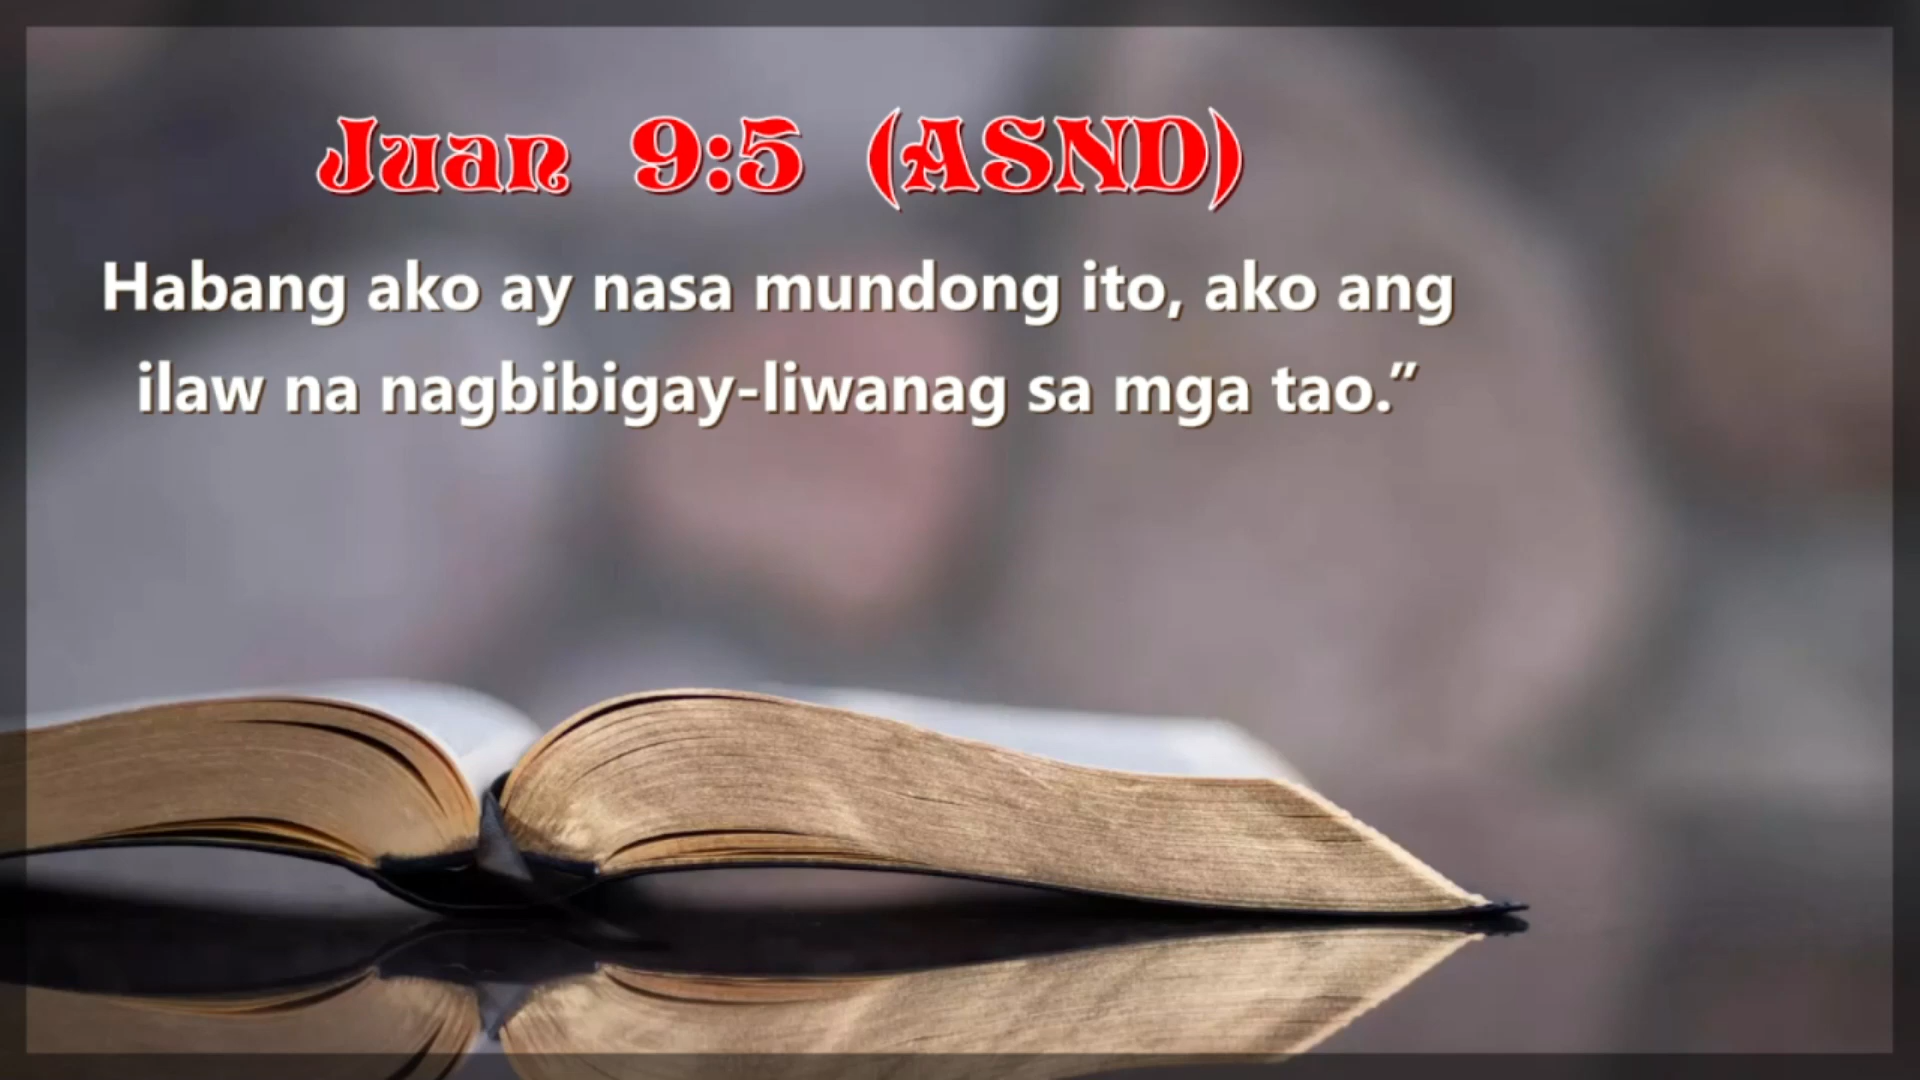 Juan 9:5 (ASND)
Habang ako ay nasa mundong ito, ako ang
ilaw na nagbibigay-liwanag sa mga tao.”